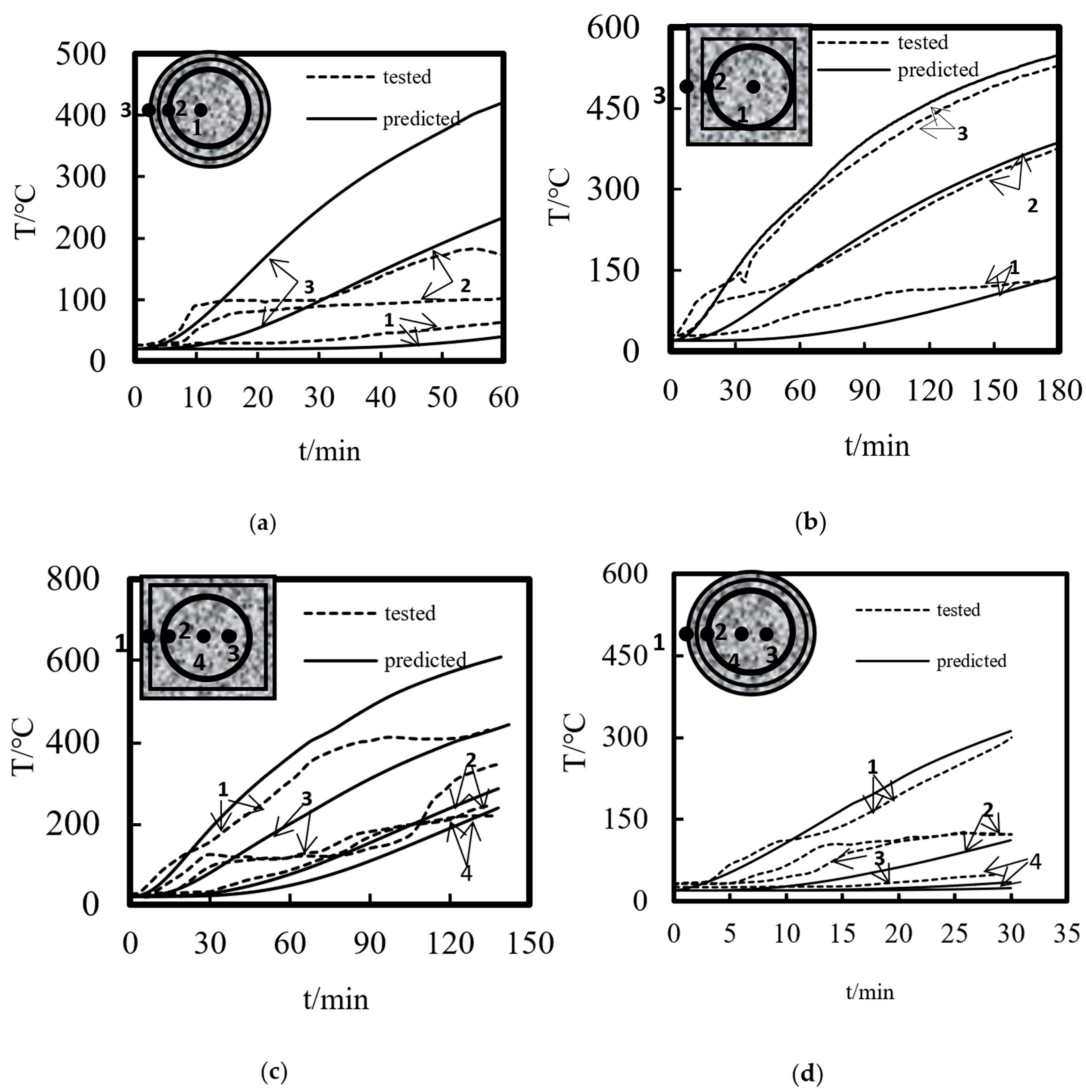 500
400
300
200
100
0
T/°C
tested
predicted
3
2
1
3
2
1
0 10 20 30 40 50 60
t/min
(a)
600
450
300
150
0
T/°C
tested
predicted
3
2
1
3
2
1
0 30 60 90 120 150 180
t/min
(b)
800
600
400
200
0
T/°C
tested
predicted
1
2
4
3
1
3
2
4
0 30 60 90 120 150
t/min
(c)
600
450
300
150
0
T/°C
tested
predicted
1
2
4
3
1
2
3
4
0 5 10 15 20 25 30 35
t/min
(d)